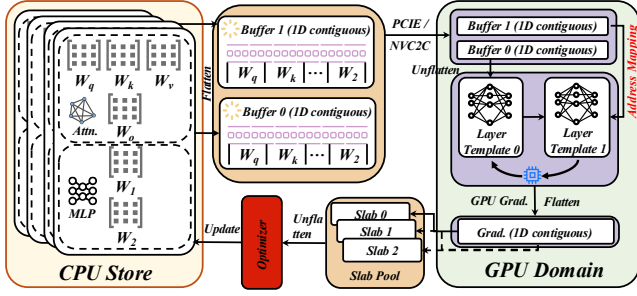 W_q W_k W_v
Attn.
W_o
MLP
W_1
W_2
CPU Store
Flatten
Buffer 1 (1D contiguous)
W_q W_k ··· W_2
Buffer 0 (1D contiguous)
W_q W_k ··· W_2
PCIE /
NVC2C
Buffer 1 (1D contiguous)
Buffer 0 (1D contiguous)
Address Mapping
Unflatten
Layer
Template 0
Layer
Template 1
GPU Grad.
Flatten
Grad. (1D contiguous)
GPU Domain
Slab 0
Slab 1
Slab 2
Slab Pool
Unfla
tten
Optimizer
Update